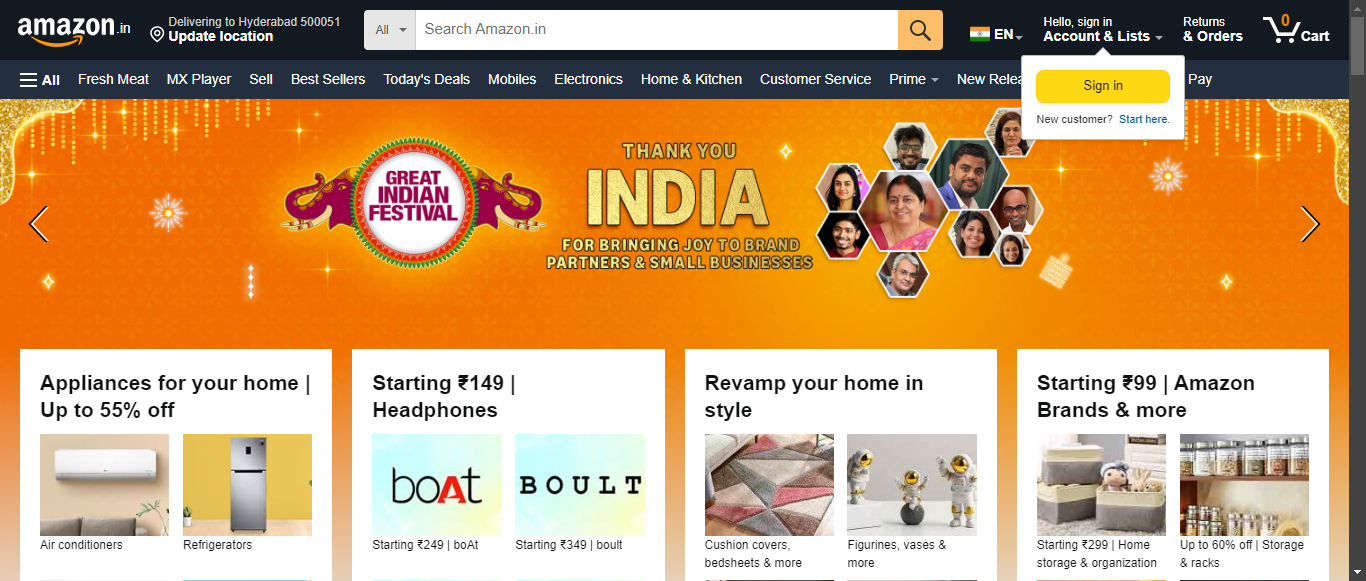 amazon.in
Delivering to Hyderabad 500051
Update location
All
Search Amazon.in
EN
Hello, sign in
Account & Lists
Returns
& Orders
0
Cart
All
Fresh Meat
MX Player
Sell
Best Sellers
Today's Deals
Mobiles
Electronics
Home & Kitchen
Customer Service
Prime
New Relea
Pay
Sign in
New customer? Start here.
GREAT
INDIAN
FESTIVAL
THANK YOU
INDIA
FOR BRINGING JOY TO BRAND
PARTNERS & SMALL BUSINESSES
Appliances for your home |
Up to 55% off
Air conditioners
Refrigerators
Starting ₹149 |
Headphones
boAt
BOULT
Starting ₹249 | boAt
Starting ₹349 | boult
Revamp your home in
style
Cushion covers,
bedsheets & more
Figurines, vases &
more
Starting ₹99 | Amazon
Brands & more
Starting ₹299 | Home
storage & organization
Up to 60% off | Storage
& racks